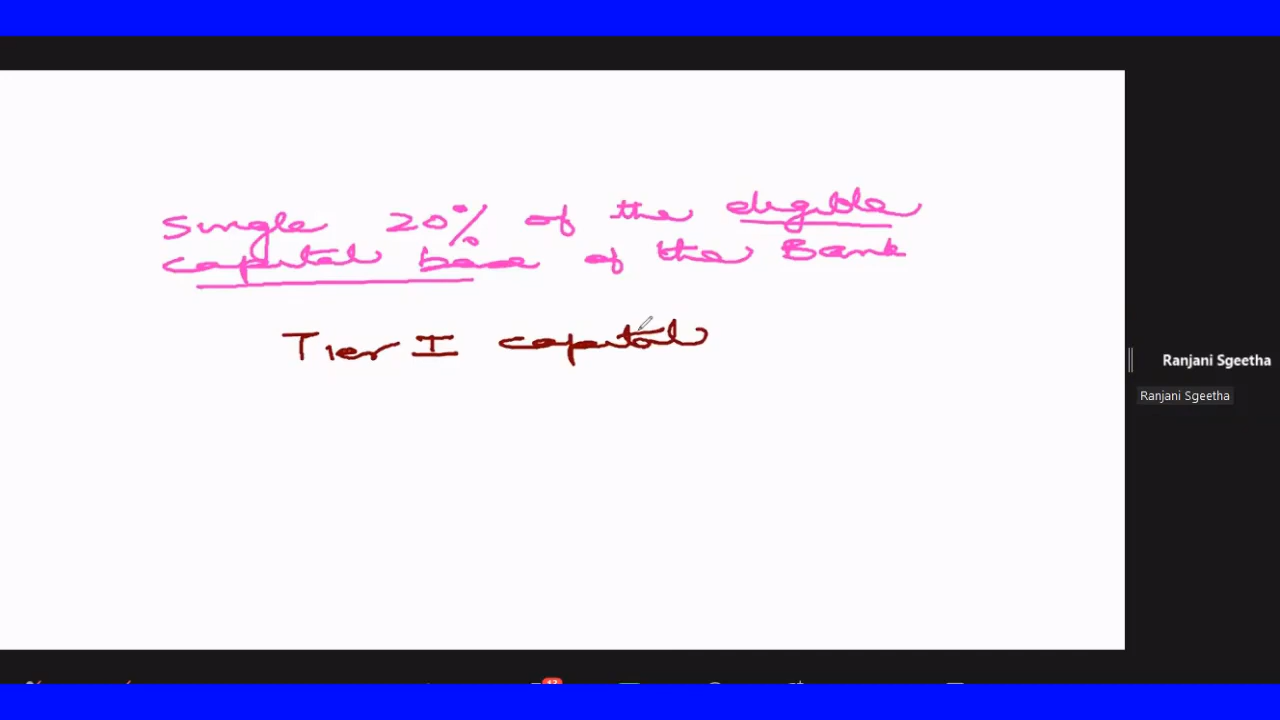 Single 20% of the eligible
capital base of the Bank
Tier I capital
Ranjani Sgeetha
Ranjani Sgeetha